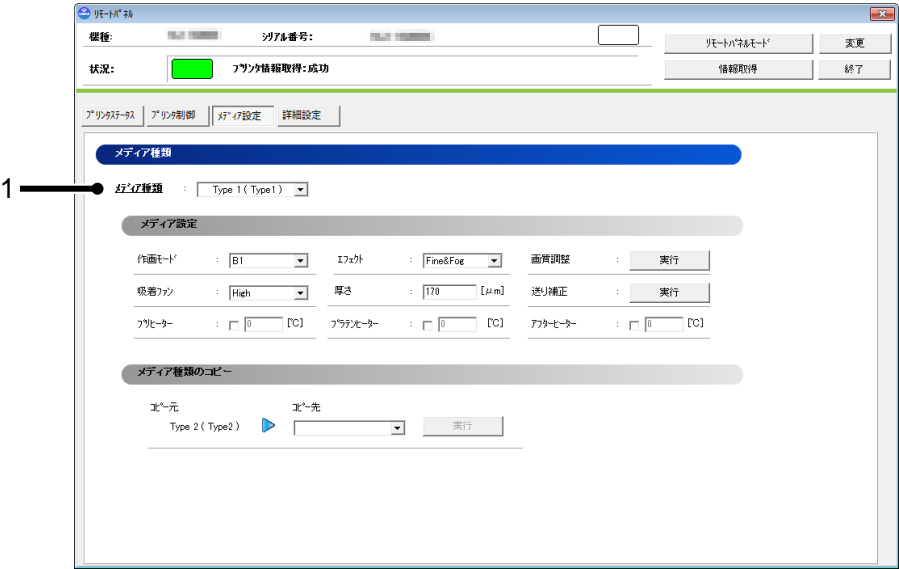 ﾘﾓｰﾄﾊﾟﾈﾙ
機種: ｼﾘｱﾙ番号: ﾘﾓｰﾄﾊﾟﾈﾙﾓｰﾄﾞ 変更
状況: ﾌﾟﾘﾝﾀ情報取得:成功 情報取得 終了
ﾌﾟﾘﾝﾀｽﾃｰﾀｽ ﾌﾟﾘﾝﾀ制御 ﾒﾃﾞｨｱ設定 詳細設定
メディア種類
1 ﾒﾃﾞｨｱ種類 : Type 1 ( Type1 )
メディア設定
作画ﾓｰﾄﾞ : B1 ｴﾌｪｸﾄ : Fine&Fog 画質調整 : 実行
吸着ﾌｧﾝ : High 厚さ : 170 [μm] 送り補正 : 実行
ﾌﾟﾘﾋｰﾀｰ : 0 [℃] ﾌﾟﾗﾃﾝﾋｰﾀｰ : 0 [℃] ｱﾌﾀｰﾋｰﾀｰ : 0 [℃]
メディア種類のコピー
ｺﾋﾟｰ元 ｺﾋﾟｰ先
Type 2 ( Type2 ) 実行